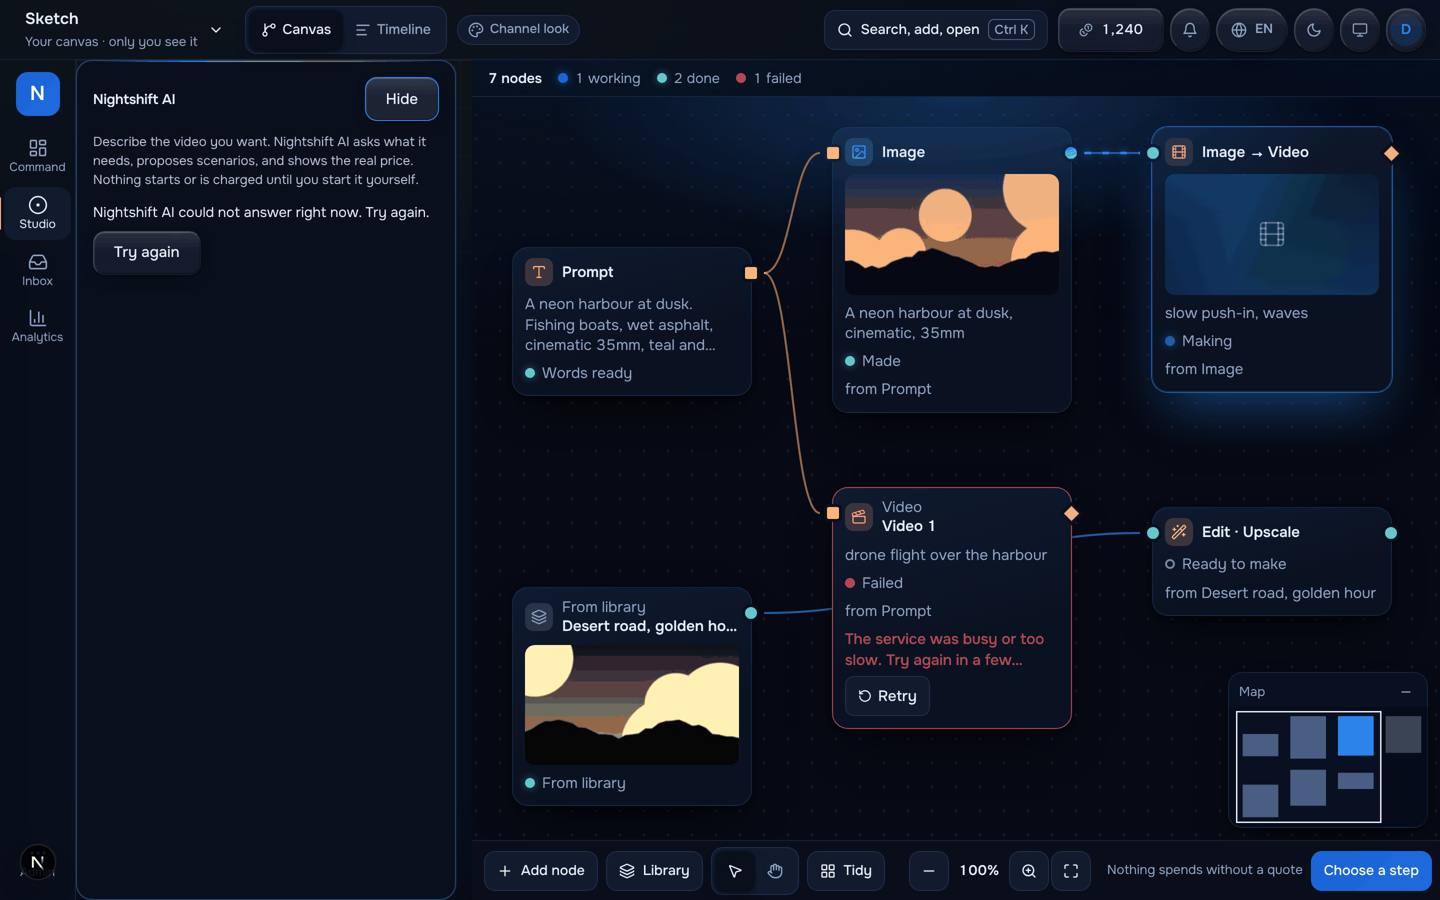 Sketch
Your canvas · only you see it
Canvas
Timeline
Channel look
Search, add, open
Ctrl K
1,240
EN
D
N
Command
Studio
Inbox
Analytics
N
Nightshift AI
Hide
Describe the video you want. Nightshift AI asks what it
needs, proposes scenarios, and shows the real price.
Nothing starts or is charged until you start it yourself.
Nightshift AI could not answer right now. Try again.
Try again
7 nodes
1 working
2 done
1 failed
Prompt
A neon harbour at dusk.
Fishing boats, wet asphalt,
cinematic 35mm, teal and...
Words ready
Image
A neon harbour at dusk,
cinematic, 35mm
Made
from Prompt
Image → Video
slow push-in, waves
Making
from Image
From library
Desert road, golden ho...
From library
Video
Video 1
drone flight over the harbour
Failed
from Prompt
The service was busy or too
slow. Try again in a few...
Retry
Edit · Upscale
Ready to make
from Desert road, golden hour
Map
Add node
Library
Tidy
100%
Nothing spends without a quote
Choose a step